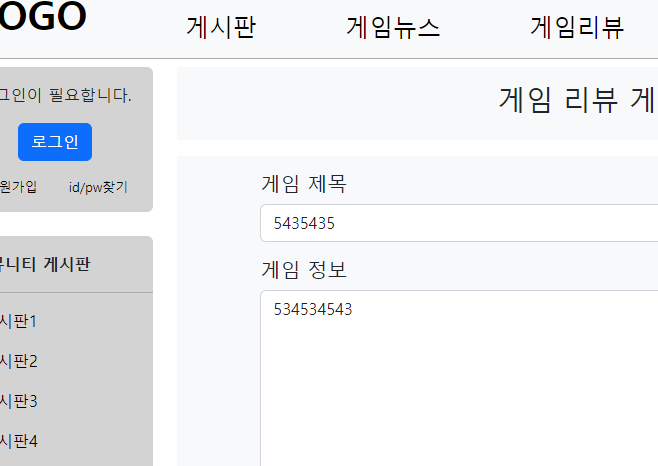 OGO
게시판 게임뉴스 게임리뷰
그인이 필요합니다.
로그인
원가입 id/pw찾기
뮤니티 게시판
시판1
시판2
시판3
시판4
게임 리뷰 게
게임 제목
5435435
게임 정보
534534543